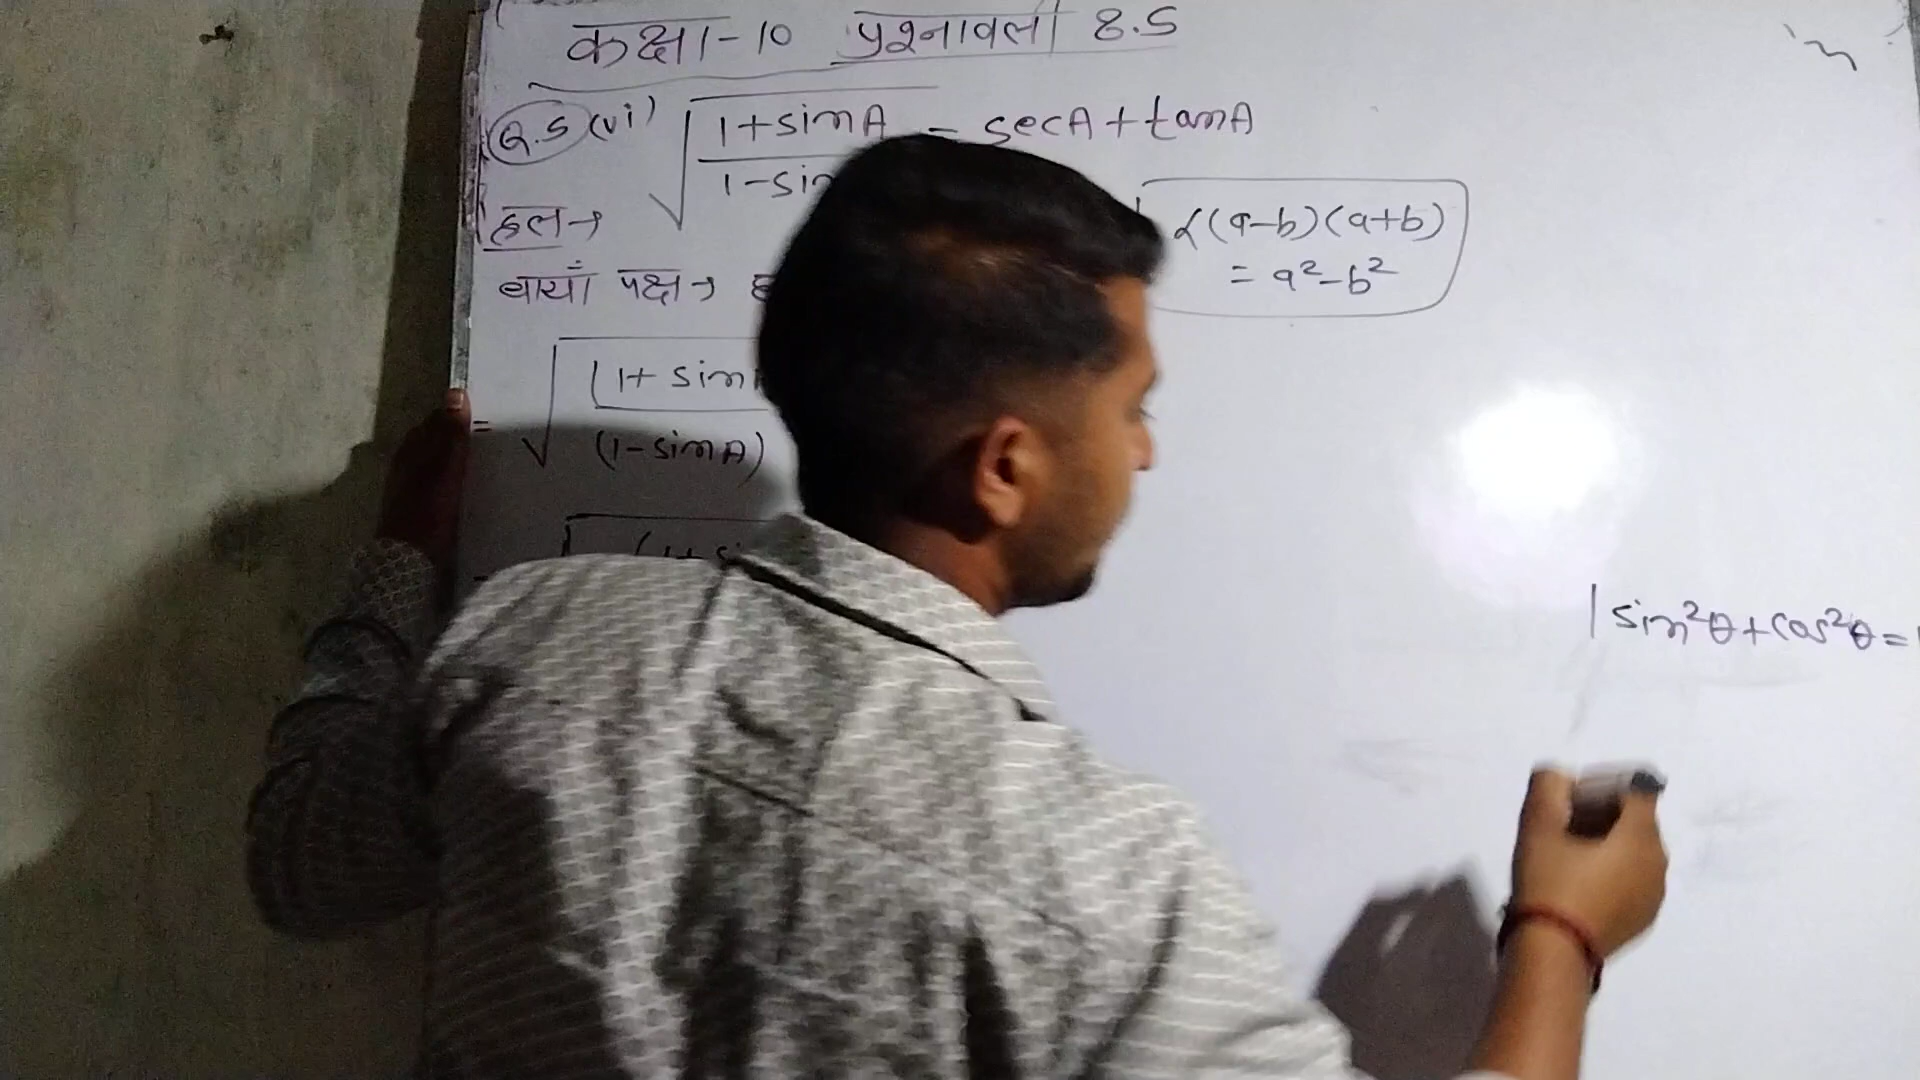 कक्षा-10 प्रश्नावली 8.5
Q.5 (vi) √ 1+sinA = secA + tanA
1-sin
हल→
बायाँ पक्ष→
(a-b)(a+b)
= a²-b²
= √ (1+ sin
(1-sinA)
(1+ si
sin²θ+cos²θ=1